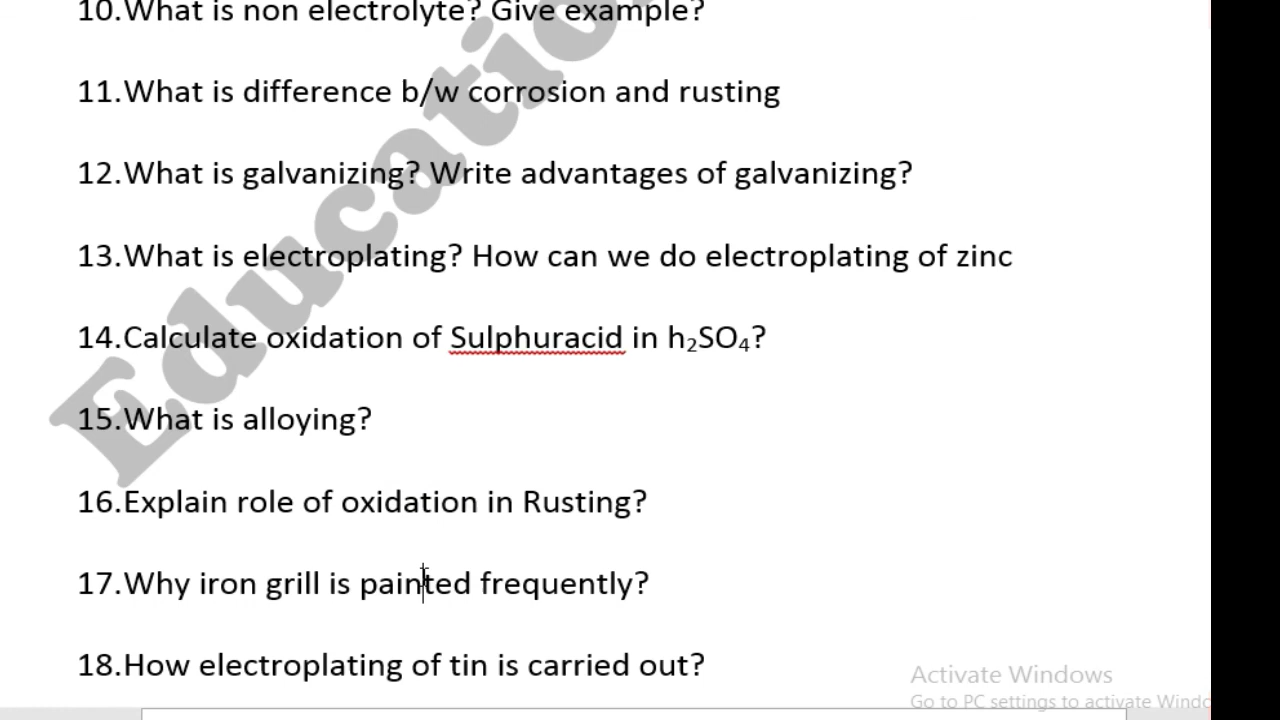 10.What is non electrolyte? Give example?
11.What is difference b/w corrosion and rusting
12.What is galvanizing? Write advantages of galvanizing?
13.What is electroplating? How can we do electroplating of zinc
14.Calculate oxidation of Sulphuracid in h₂SO₄?
15.What is alloying?
16.Explain role of oxidation in Rusting?
17.Why iron grill is painted frequently?
18.How electroplating of tin is carried out?
Educatio
Activate Windows
Go to PC settings to activate Windo